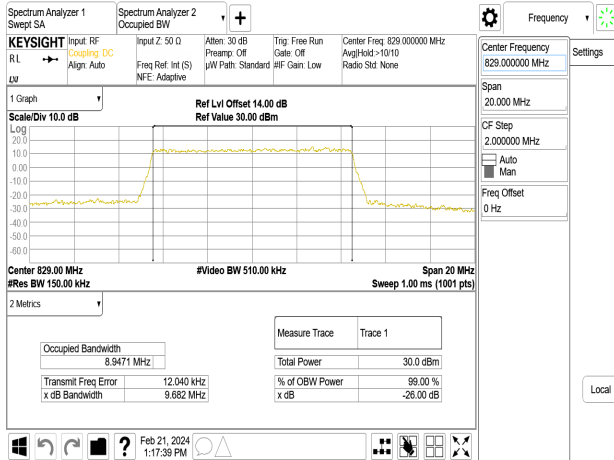 Spectrum Analyzer 1
Swept SA
Spectrum Analyzer 2
Occupied BW
Frequency
KEYSIGHT
RL
Input: RF
Coupling: DC
Align: Auto
Input Z: 50 Ω
Freq Ref: Int (S)
NFE: Adaptive
Atten: 30 dB
Preamp: Off
µW Path: Standard
Trig: Free Run
Gate: Off
#IF Gain: Low
Center Freq: 829.000000 MHz
Avg|Hold:>10/10
Radio Std: None
Center Frequency
829.000000 MHz
Settings
Span
20.000 MHz
CF Step
2.000000 MHz
Auto
Man
Freq Offset
0 Hz
Local
1 Graph
Scale/Div 10.0 dB
Ref Lvl Offset 14.00 dB
Ref Value 30.00 dBm
Log
20.0
10.0
0.00
-10.0
-20.0
-30.0
-40.0
-50.0
-60.0
Center 829.00 MHz
#Video BW 510.00 kHz
Span 20 MHz
#Res BW 150.00 kHz
Sweep 1.00 ms (1001 pts)
2 Metrics
Measure Trace
Trace 1
Occupied Bandwidth
8.9471 MHz
Total Power
30.0 dBm
Transmit Freq Error
12.040 kHz
% of OBW Power
99.00 %
x dB Bandwidth
9.682 MHz
x dB
-26.00 dB
Feb 21, 2024
1:17:39 PM